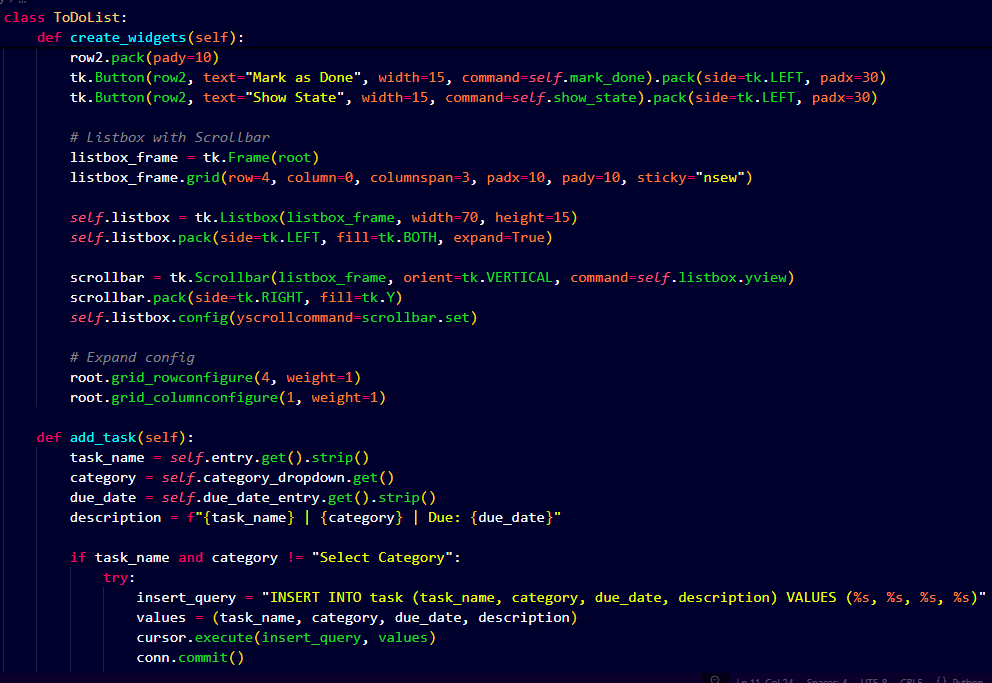 class ToDoList:
    def create_widgets(self):
        row2.pack(pady=10)
        tk.Button(row2, text="Mark as Done", width=15, command=self.mark_done).pack(side=tk.LEFT, padx=30)
        tk.Button(row2, text="Show State", width=15, command=self.show_state).pack(side=tk.LEFT, padx=30)

        # Listbox with Scrollbar
        listbox_frame = tk.Frame(root)
        listbox_frame.grid(row=4, column=0, columnspan=3, padx=10, pady=10, sticky="nsew")

        self.listbox = tk.Listbox(listbox_frame, width=70, height=15)
        self.listbox.pack(side=tk.LEFT, fill=tk.BOTH, expand=True)

        scrollbar = tk.Scrollbar(listbox_frame, orient=tk.VERTICAL, command=self.listbox.yview)
        scrollbar.pack(side=tk.RIGHT, fill=tk.Y)
        self.listbox.config(yscrollcommand=scrollbar.set)

        # Expand config
        root.grid_rowconfigure(4, weight=1)
        root.grid_columnconfigure(1, weight=1)

    def add_task(self):
        task_name = self.entry.get().strip()
        category = self.category_dropdown.get()
        due_date = self.due_date_entry.get().strip()
        description = f"{task_name} | {category} | Due: {due_date}"

        if task_name and category != "Select Category":
            try:
                insert_query = "INSERT INTO task (task_name, category, due_date, description) VALUES (%s, %s, %s, %s)"
                values = (task_name, category, due_date, description)
                cursor.execute(insert_query, values)
                conn.commit()